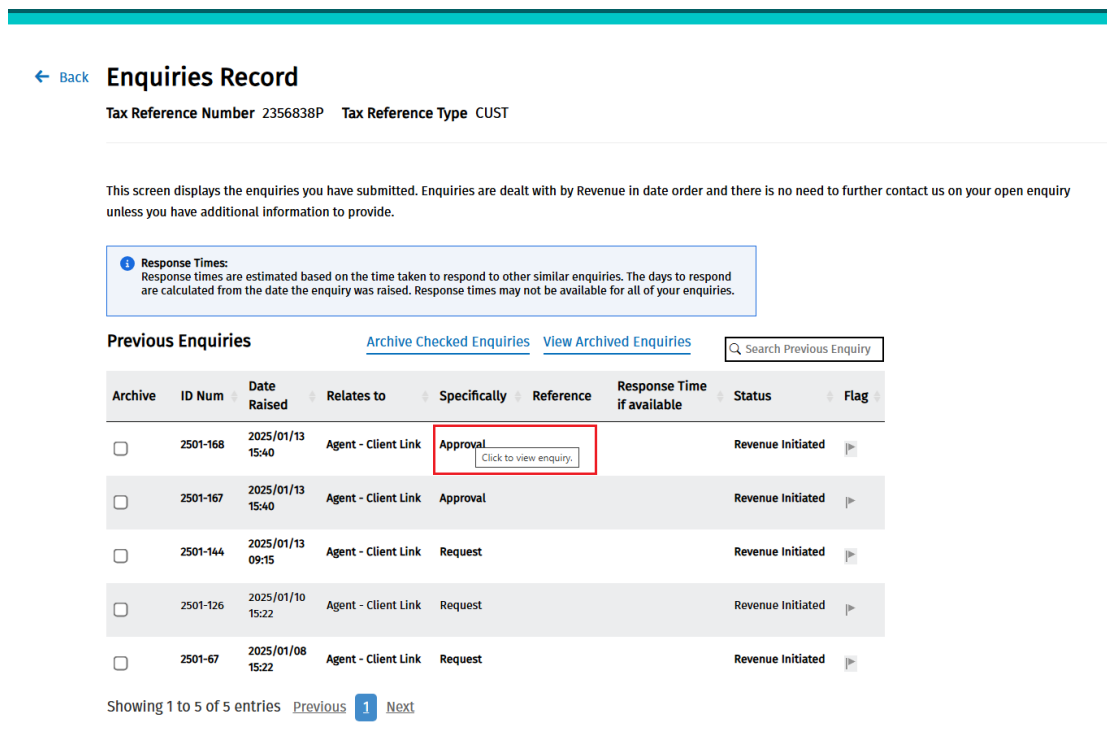 ← Back Enquiries Record
Tax Reference Number 2356838P Tax Reference Type CUST
This screen displays the enquiries you have submitted. Enquiries are dealt with by Revenue in date order and there is no need to further contact us on your open enquiry
unless you have additional information to provide.
Response Times:
Response times are estimated based on the time taken to respond to other similar enquiries. The days to respond
are calculated from the date the enquiry was raised. Response times may not be available for all of your enquiries.
Previous Enquiries Archive Checked Enquiries View Archived Enquiries Search Previous Enquiry
Archive ID Num Date Raised Relates to Specifically Reference Response Time if available Status Flag
2501-168 2025/01/13 15:40 Agent - Client Link Approval Revenue Initiated
Click to view enquiry.
2501-167 2025/01/13 15:40 Agent - Client Link Approval Revenue Initiated
2501-144 2025/01/13 09:15 Agent - Client Link Request Revenue Initiated
2501-126 2025/01/10 15:22 Agent - Client Link Request Revenue Initiated
2501-67 2025/01/08 15:22 Agent - Client Link Request Revenue Initiated
Showing 1 to 5 of 5 entries Previous 1 Next